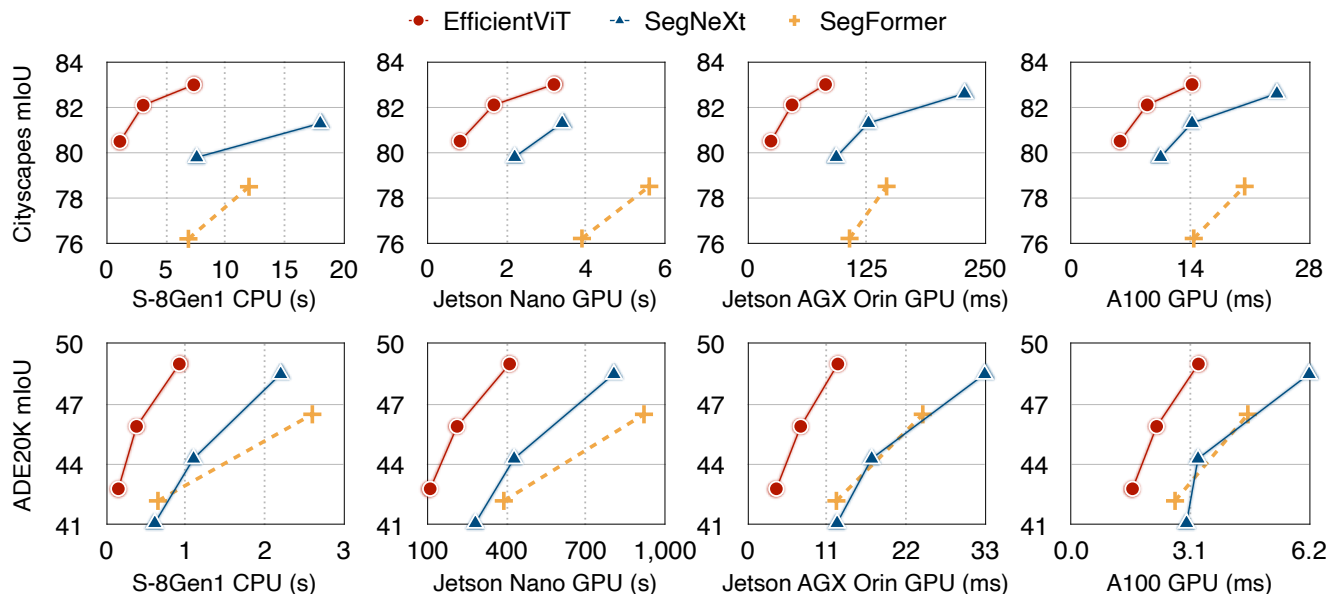 EfficientViT SegNeXt SegFormer
Cityscapes mIoU
84 84 84 84
82 82 82 82
80 80 80 80
78 78 78 78
76 76 76 76
0 5 10 15 20 0 2 4 6 0 125 250 0 14 28
S-8Gen1 CPU (s) Jetson Nano GPU (s) Jetson AGX Orin GPU (ms) A100 GPU (ms)
ADE20K mIoU
50 50 50 50
47 47 47 47
44 44 44 44
41 41 41 41
0 1 2 3 100 400 700 1,000 0 11 22 33 0.0 3.1 6.2
S-8Gen1 CPU (s) Jetson Nano GPU (s) Jetson AGX Orin GPU (ms) A100 GPU (ms)